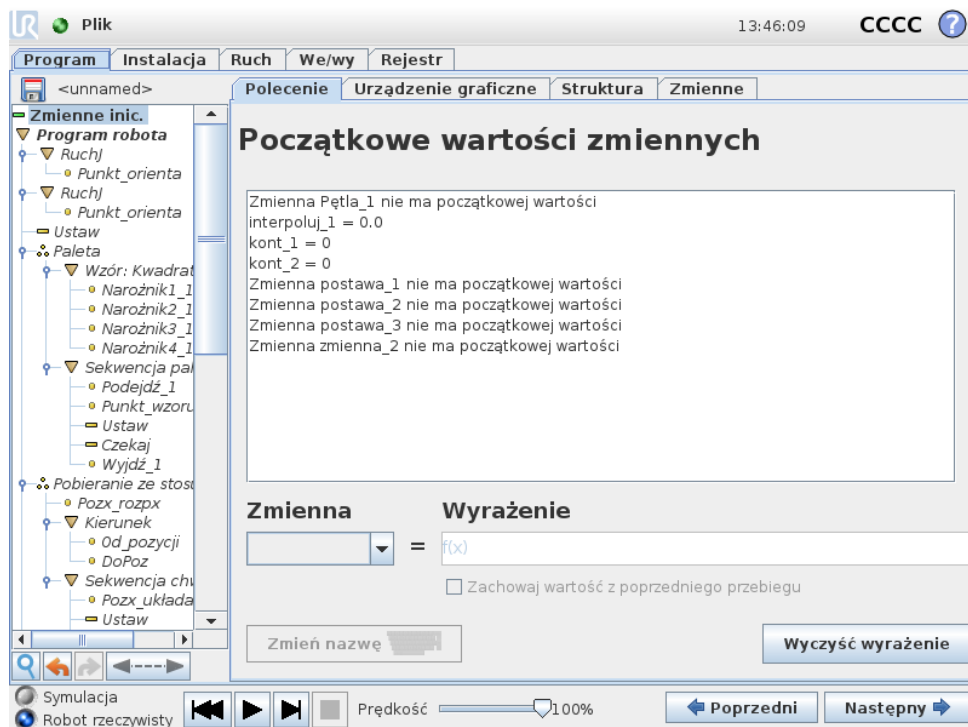 UR Plik 13:46:09 CCCC ?
Program Instalacja Ruch We/wy Rejestr
<unnamed>
Polecenie Urządzenie graficzne Struktura Zmienne
Zmienne inic.
Program robota
RuchJ
Punkt_orienta
RuchJ
Punkt_orienta
Ustaw
Paleta
Wzór: Kwadrat
Narożnik1_1
Narożnik2_1
Narożnik3_1
Narożnik4_1
Sekwencja pal
Podejdź_1
Punkt_wzoru
Ustaw
Czekaj
Wyjdź_1
Pobieranie ze stosu
Pozx_rozpx
Kierunek
Od_pozycji
DoPoz
Sekwencja chw
Pozx_układa
Ustaw
Początkowe wartości zmiennych
Zmienna Pętla_1 nie ma początkowej wartości
interpoluj_1 = 0.0
kont_1 = 0
kont_2 = 0
Zmienna postawa_1 nie ma początkowej wartości
Zmienna postawa_2 nie ma początkowej wartości
Zmienna postawa_3 nie ma początkowej wartości
Zmienna zmienna_2 nie ma początkowej wartości
Zmienna Wyrażenie
= f(x)
Zachowaj wartość z poprzedniego przebiegu
Zmień nazwę
Wyczyść wyrażenie
Symulacja
Robot rzeczywisty
Prędkość 100%
Poprzedni Następny